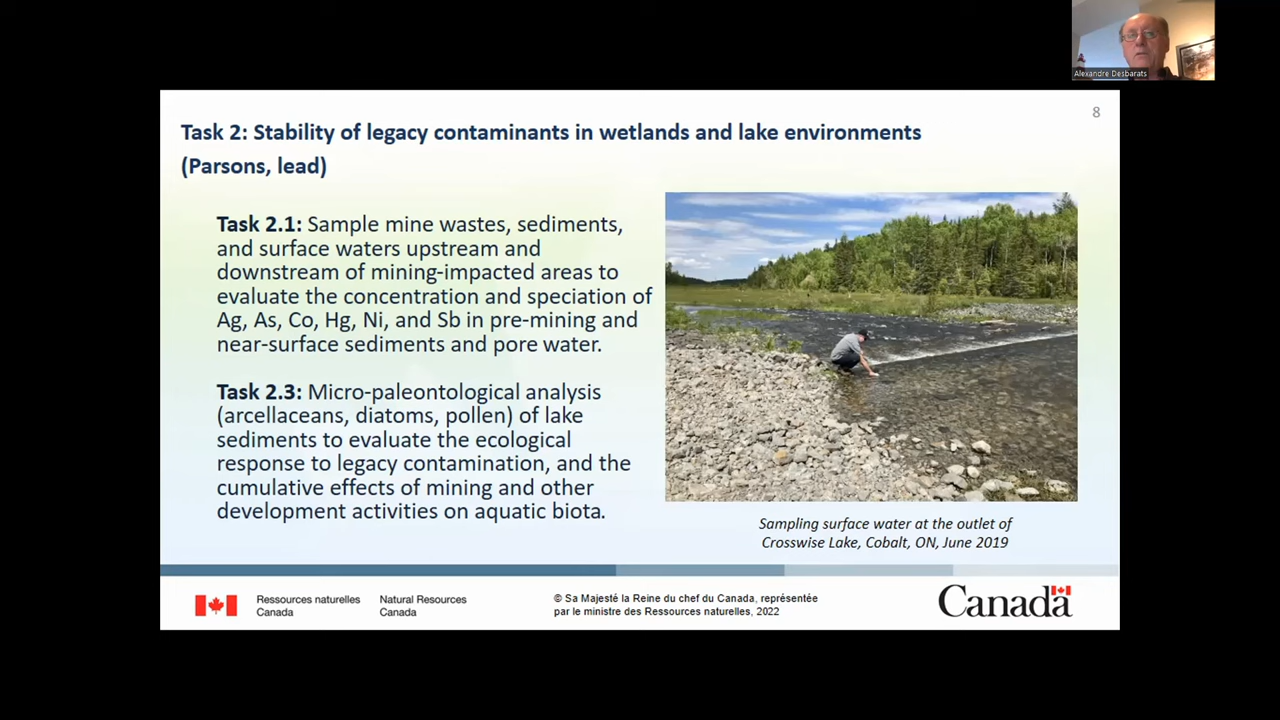 Alexandre Desbarats
8
Task 2: Stability of legacy contaminants in wetlands and lake environments
(Parsons, lead)
Task 2.1: Sample mine wastes, sediments,
and surface waters upstream and
downstream of mining-impacted areas to
evaluate the concentration and speciation of
Ag, As, Co, Hg, Ni, and Sb in pre-mining and
near-surface sediments and pore water.
Task 2.3: Micro-paleontological analysis
(arcellaceans, diatoms, pollen) of lake
sediments to evaluate the ecological
response to legacy contamination, and the
cumulative effects of mining and other
development activities on aquatic biota.
Sampling surface water at the outlet of
Crosswise Lake, Cobalt, ON, June 2019
Ressources naturelles
Canada
Natural Resources
Canada
© Sa Majesté la Reine du chef du Canada, représentée
par le ministre des Ressources naturelles, 2022
Canada